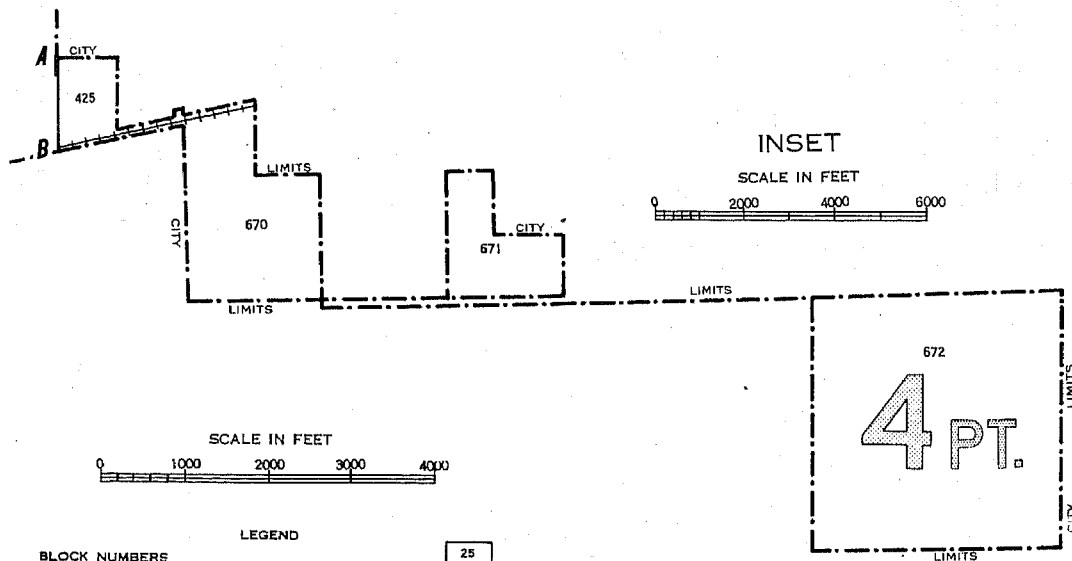 A
CITY
425
B
LIMITS
CITY
670
LIMITS
CITY
671
INSET
SCALE IN FEET
0 2000 4000 6000
LIMITS
672
4 PT.
LIMITS
CITY
LIMITS
SCALE IN FEET
0 1000 2000 3000 4000
LEGEND
BLOCK NUMBERS 25